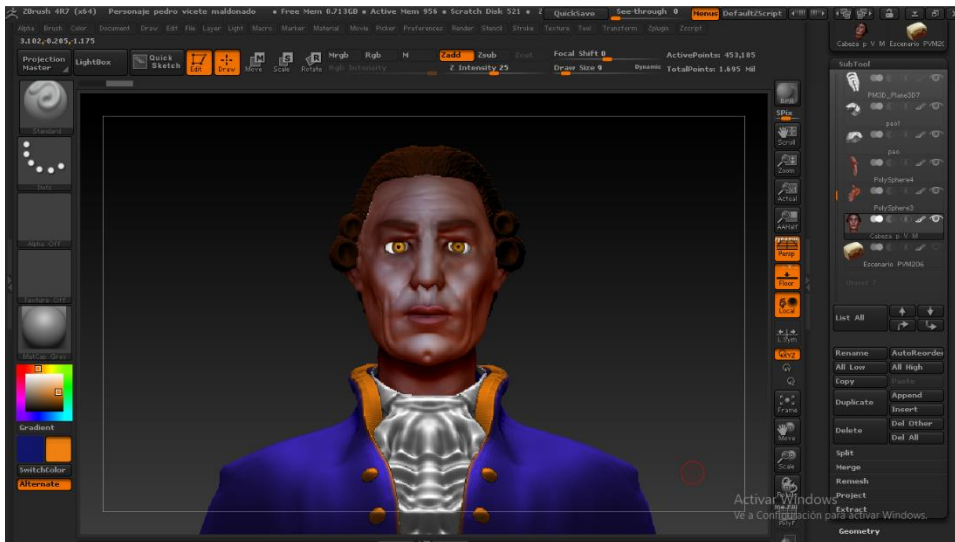 ZBrush 4R7 (x64) Personaje pedro vicete maldonado • Free Mem 0.713GB • Active Mem 956 • Scratch Disk 521 • QuickSave See-through 0 Menus DefaultZScript
Alpha Brush Color Document Draw Edit File Layer Light Macro Marker Material Movie Picker Preferences Render Stencil Stroke Texture Tool Transform Zplugin Zscript
3.102,-0.205,-1.175
Projection Master
LightBox
Quick Sketch
Edit
Draw
Move
Scale
Rotate
Mrgb Rgb M
Rgb Intensity
Zadd Zsub
Z Intensity 25
Focal Shift 0
Draw Size 9 Dynamic
ActivePoints: 453,185
TotalPoints: 1.695 Mil
Standard
Dots
Alpha Off
Texture Off
MatCap Gray
Gradient
SwitchColor
Alternate
SPix
Scroll
Zoom
Actual
AAHalf
Persp
Floor
Local
L.Sym
Frame
Move
Scale
Cabeza p V M Escenario PVM2
SubTool
PM3D_Plane3D7
pao1
pao
PolySphere4
PolySphere3
Cabeza p V M
Escenario PVM206
List All
Rename AutoReorder
All Low All High
Copy Paste
Duplicate
Append
Insert
Delete
Del Other
Del All
Split
Merge
Remesh
Project
Extract
Geometry
Activar Windows
Ve a Configuración para activar Windows.